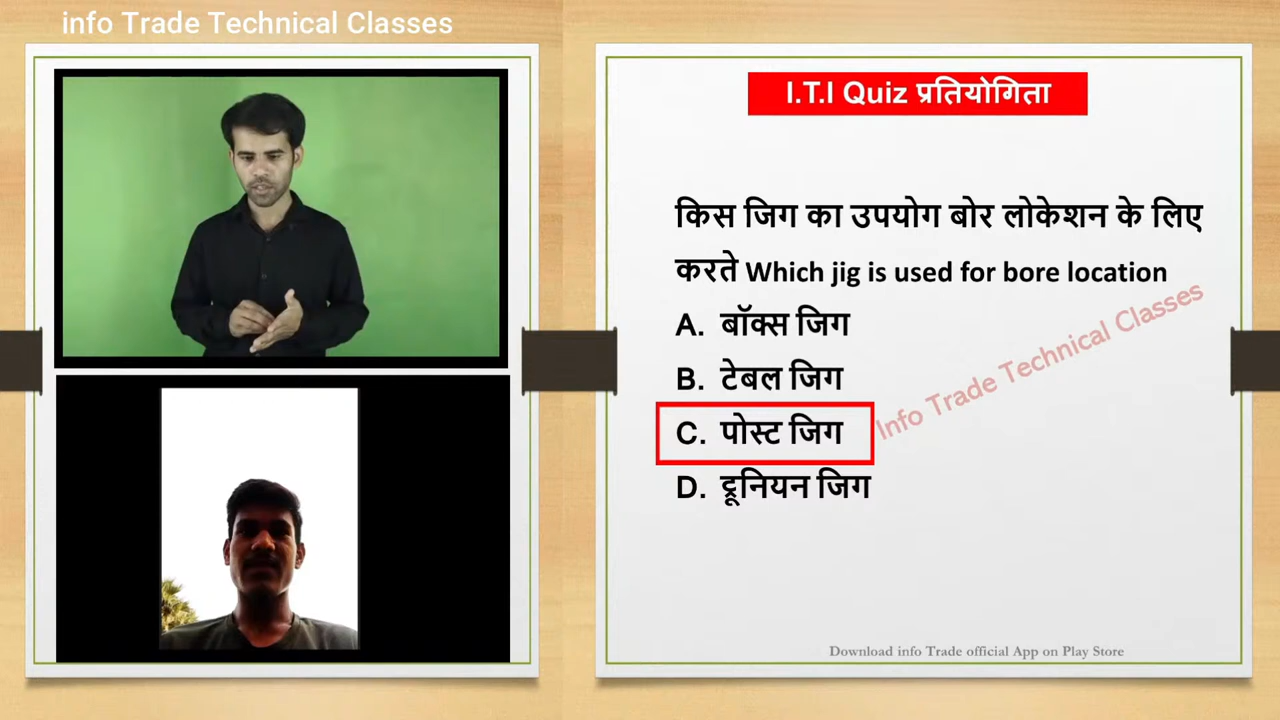 info Trade Technical Classes
I.T.I Quiz प्रतियोगिता
किस जिग का उपयोग बोर लोकेशन के लिए
करते Which jig is used for bore location
A. बॉक्स जिग
B. टेबल जिग
C. पोस्ट जिग
D. ट्रूनियन जिग
Info Trade Technical Classes
Download info Trade official App on Play Store